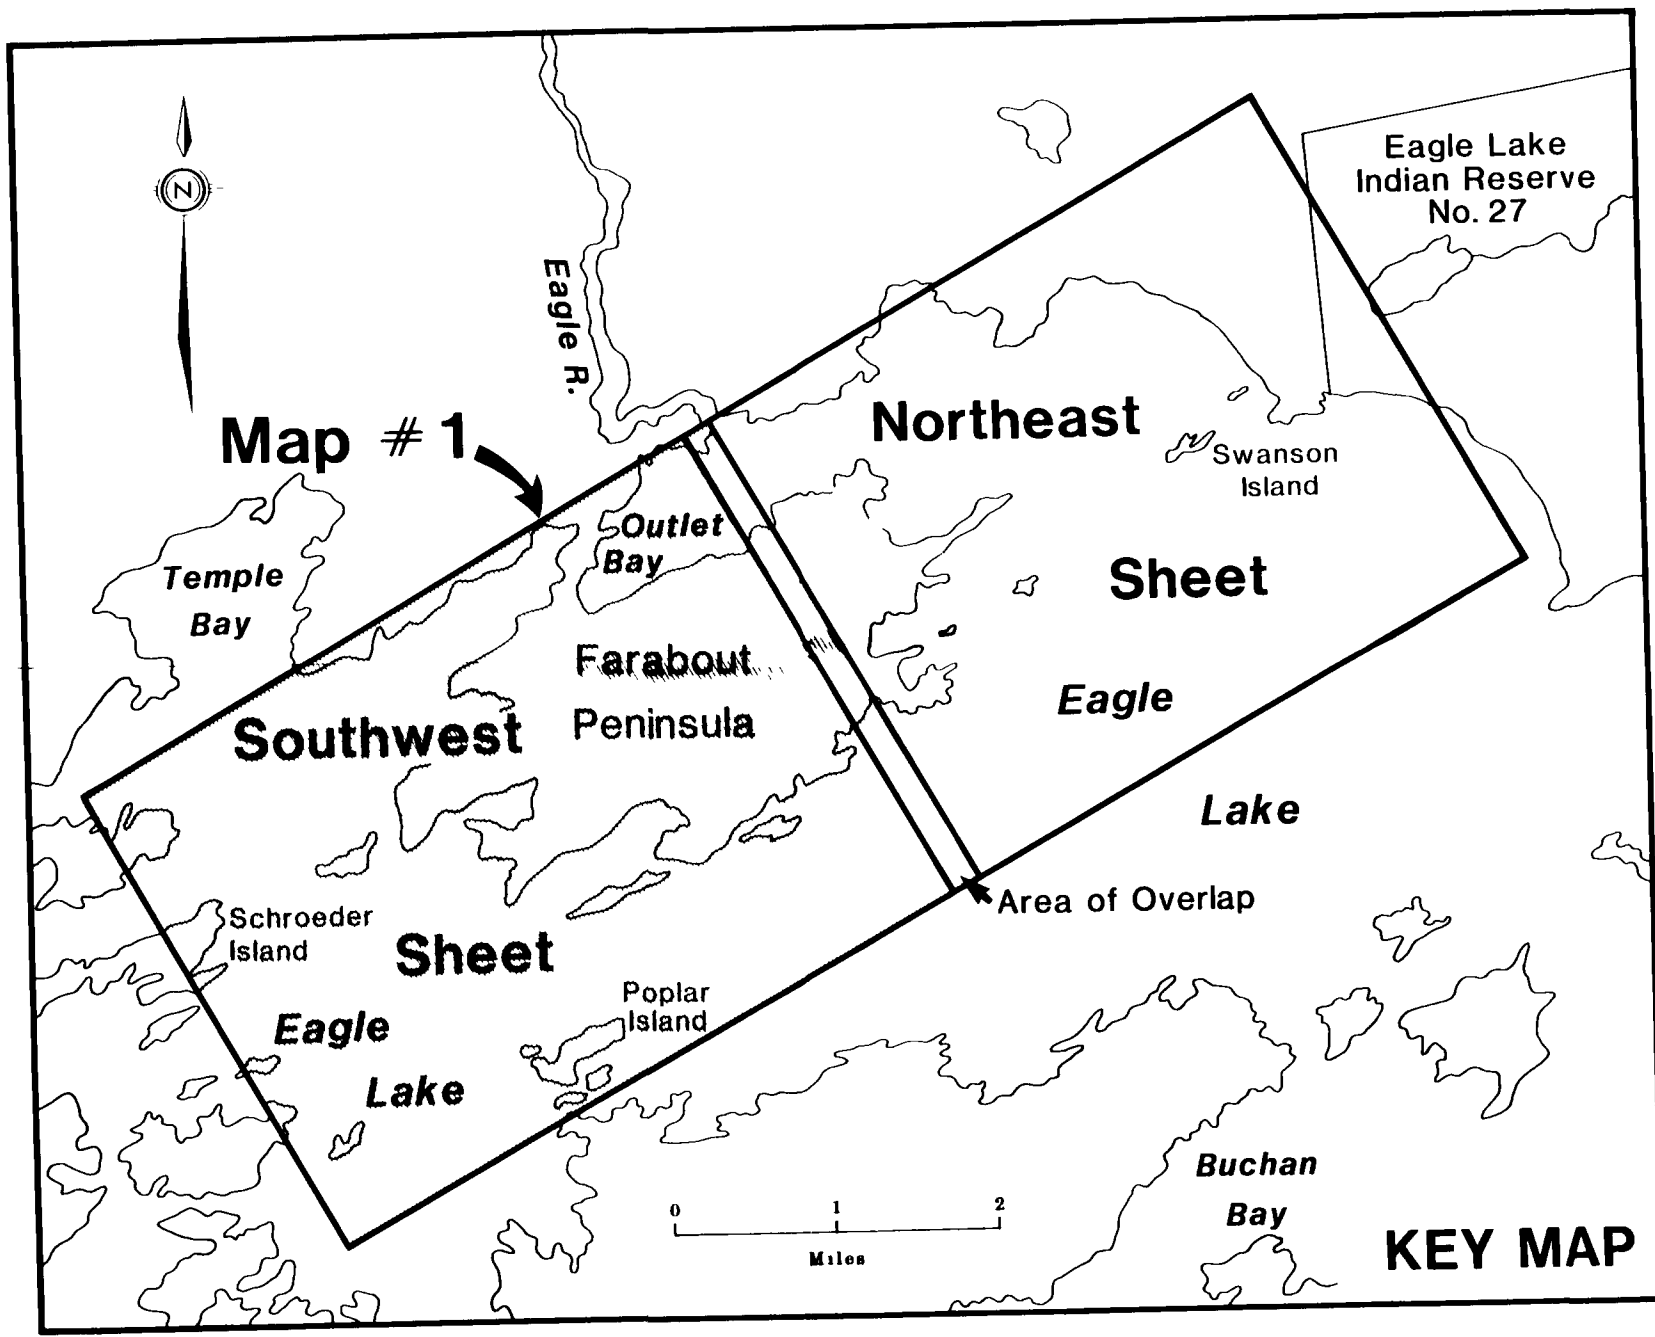 Eagle Lake
Indian Reserve
No. 27
N
Eagle R.
Map #1
Northeast
Swanson
Island
Outlet
Bay
Temple
Bay
Sheet
Farabout
Peninsula
Eagle
Southwest
Lake
Area of Overlap
Schroeder
Island
Sheet
Poplar
Island
Eagle
Lake
Buchan
Bay
0 1 2
Miles
KEY MAP